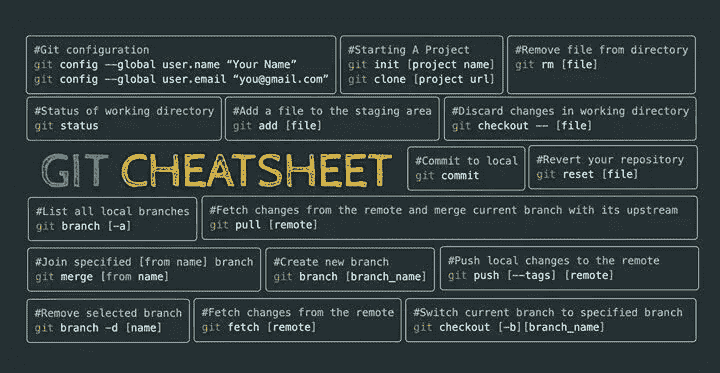 #Git configuration
git config --global user.name “Your Name”
git config --global user.email “you@gmail.com”
#Starting A Project
git init [project name]
git clone [project url]
#Remove file from directory
git rm [file]
#Status of working directory
git status
#Add a file to the staging area
git add [file]
#Discard changes in working directory
git checkout -- [file]
GIT CHEATSHEET
#Commit to local
git commit
#Revert your repository
git reset [file]
#List all local branches
git branch [-a]
#Fetch changes from the remote and merge current branch with its upstream
git pull [remote]
#Join specified [from name] branch
git merge [from name]
#Create new branch
git branch [branch_name]
#Push local changes to the remote
git push [--tags] [remote]
#Remove selected branch
git branch -d [name]
#Fetch changes from the remote
git fetch [remote]
#Switch current branch to specified branch
git checkout [-b][branch_name]